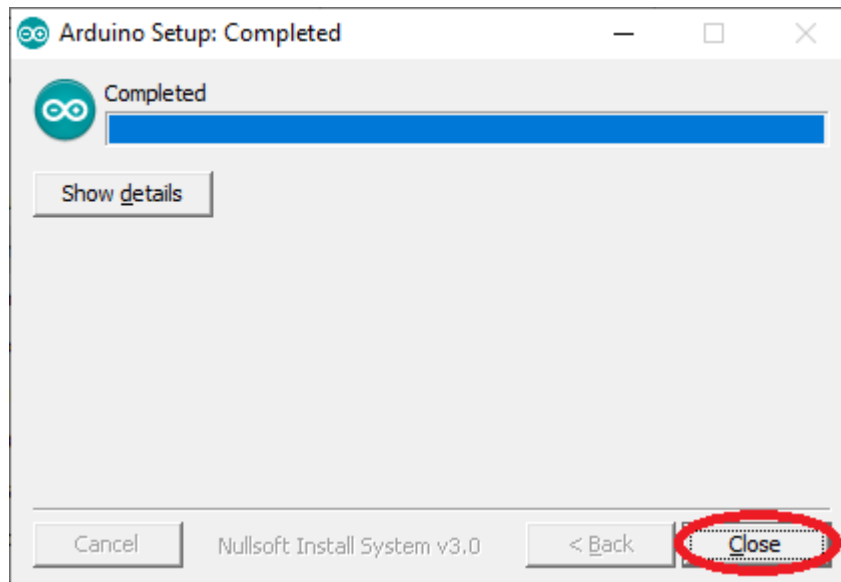 Arduino Setup: Completed
Completed
Show details
Cancel
Nullsoft Install System v3.0
< Back
Close